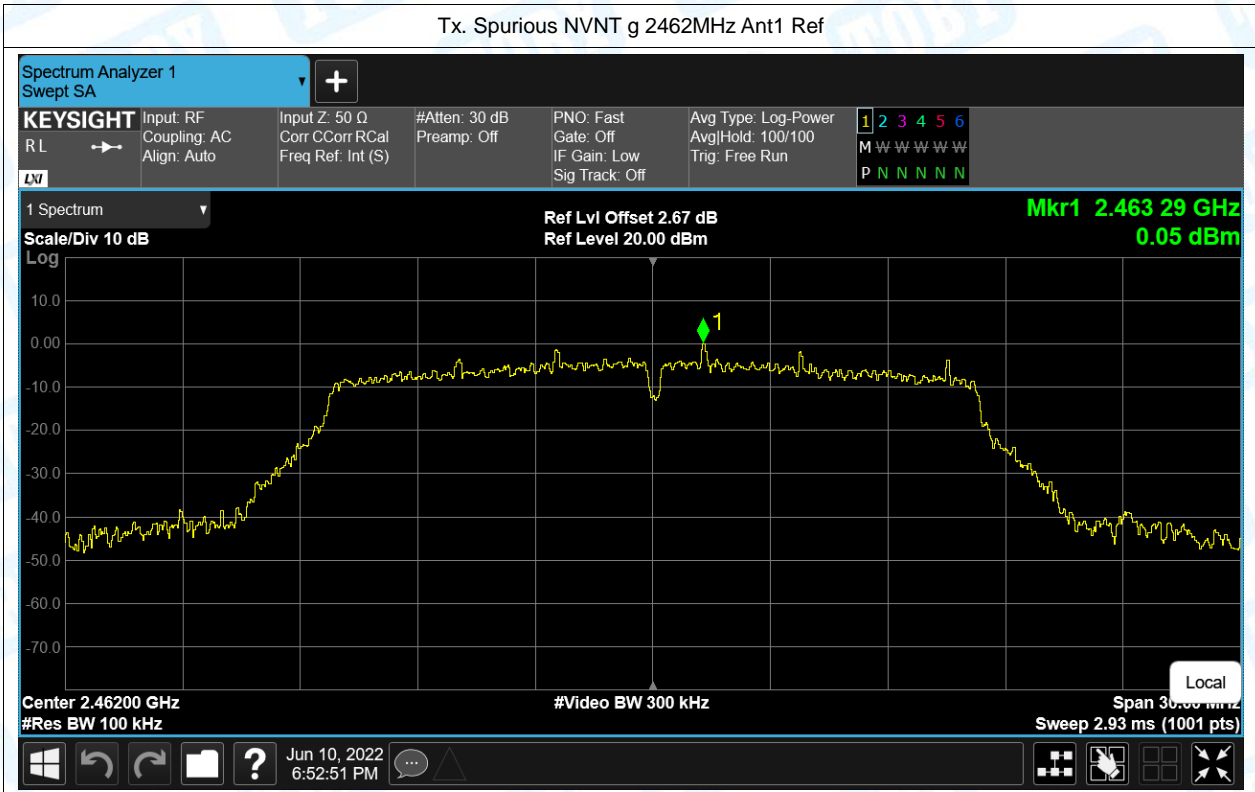 Tx. Spurious NVNT g 2462MHz Ant1 Ref
Spectrum Analyzer 1
Swept SA
KEYSIGHT
RL
LXI
Input: RF
Coupling: AC
Align: Auto
Input Z: 50 Ω
Corr CCorr RCal
Freq Ref: Int (S)
#Atten: 30 dB
Preamp: Off
PNO: Fast
Gate: Off
IF Gain: Low
Sig Track: Off
Avg Type: Log-Power
Avg|Hold: 100/100
Trig: Free Run
1 2 3 4 5 6
M W W W W W
P N N N N N
1 Spectrum
Scale/Div 10 dB
Log
Ref Lvl Offset 2.67 dB
Ref Level 20.00 dBm
Mkr1 2.463 29 GHz
0.05 dBm
1
10.0
0.00
-10.0
-20.0
-30.0
-40.0
-50.0
-60.0
-70.0
Local
Center 2.46200 GHz
#Video BW 300 kHz
Span 30.00 MHz
#Res BW 100 kHz
Sweep 2.93 ms (1001 pts)
?
Jun 10, 2022
6:52:51 PM